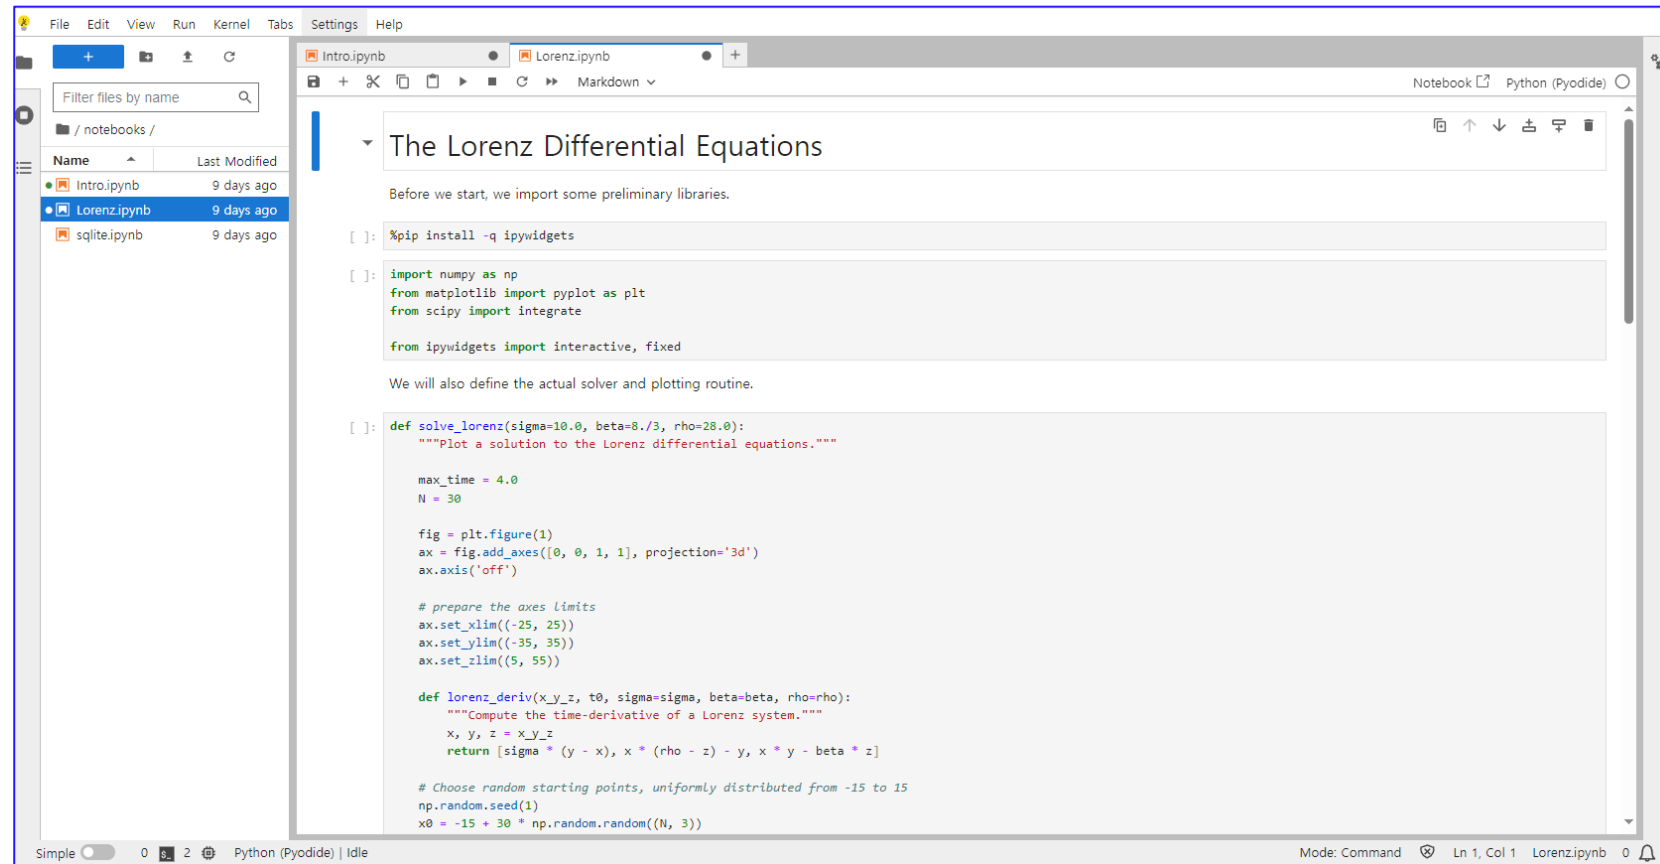 File Edit View Run Kernel Tabs Settings Help
+
Filter files by name
/ notebooks /
Name Last Modified
Intro.ipynb 9 days ago
Lorenz.ipynb 9 days ago
sqlite.ipynb 9 days ago
Intro.ipynb Lorenz.ipynb +
Markdown Notebook Python (Pyodide)
The Lorenz Differential Equations
Before we start, we import some preliminary libraries.
[ ]: %pip install -q ipywidgets
[ ]: import numpy as np
from matplotlib import pyplot as plt
from scipy import integrate
from ipywidgets import interactive, fixed
We will also define the actual solver and plotting routine.
[ ]: def solve_lorenz(sigma=10.0, beta=8./3, rho=28.0):
"""Plot a solution to the Lorenz differential equations."""
max_time = 4.0
N = 30
fig = plt.figure(1)
ax = fig.add_axes([0, 0, 1, 1], projection='3d')
ax.axis('off')
# prepare the axes limits
ax.set_xlim((-25, 25))
ax.set_ylim((-35, 35))
ax.set_zlim((5, 55))
def lorenz_deriv(x_y_z, t0, sigma=sigma, beta=beta, rho=rho):
"""Compute the time-derivative of a Lorenz system."""
x, y, z = x_y_z
return [sigma * (y - x), x * (rho - z) - y, x * y - beta * z]
# Choose random starting points, uniformly distributed from -15 to 15
np.random.seed(1)
x0 = -15 + 30 * np.random.random((N, 3))
Simple 0 2 Python (Pyodide) | Idle Mode: Command Ln 1, Col 1 Lorenz.ipynb 0